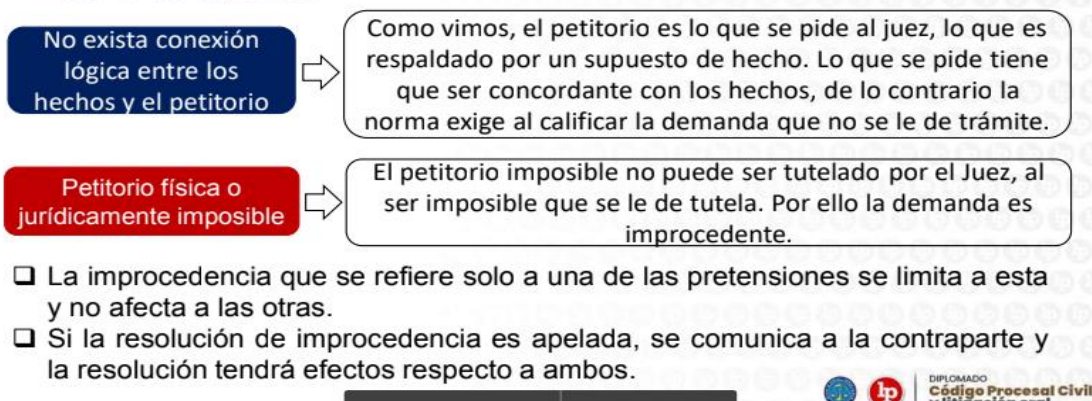 No exista conexión
lógica entre los
hechos y el petitorio
Como vimos, el petitorio es lo que se pide al juez, lo que es
respaldado por un supuesto de hecho. Lo que se pide tiene
que ser concordante con los hechos, de lo contrario la
norma exige al calificar la demanda que no se le de trámite.
Petitorio física o
jurídicamente imposible
El petitorio imposible no puede ser tutelado por el Juez, al
ser imposible que se le de tutela. Por ello la demanda es
improcedente.
La improcedencia que se refiere solo a una de las pretensiones se limita a esta
y no afecta a las otras.
Si la resolución de improcedencia es apelada, se comunica a la contraparte y
la resolución tendrá efectos respecto a ambos.
lp
DIPLOMADO
Código Procesal Civil